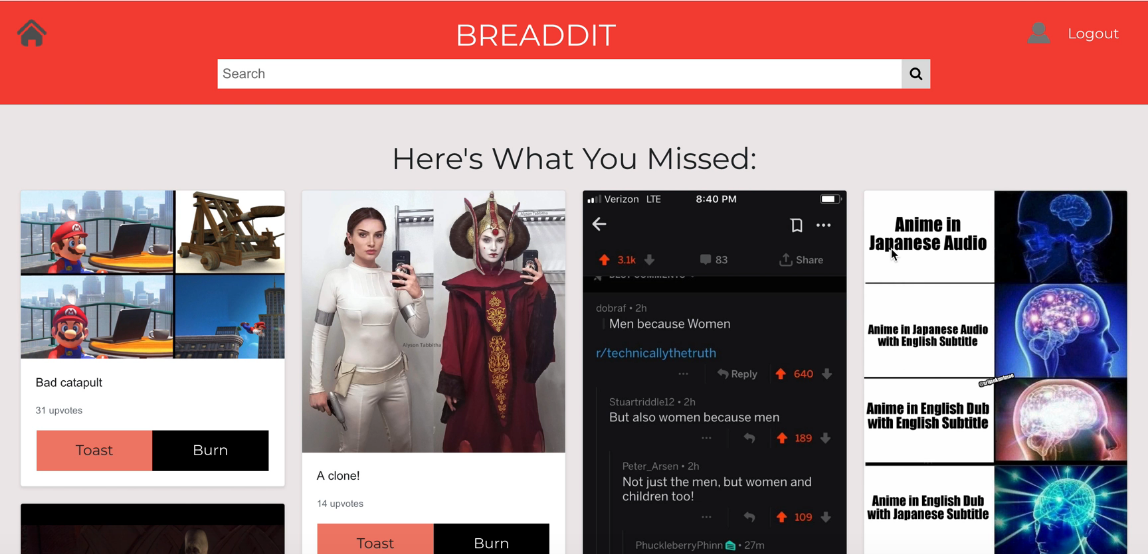 BREADDIT
Logout
Search
Here's What You Missed:
Bad catapult
31 upvotes
Toast
Burn
A clone!
14 upvotes
Toast
Burn
Verizon LTE
8:40 PM
3.1k
83
Share
BEST COMMENTS
dobraf • 2h
Men because Women
r/technicallythetruth
Reply
640
Stuartriddle12 • 2h
But also women because men
189
Peter_Arsen • 2h
Not just the men, but women and
children too!
109
PhuckleberryPhinn
• 27m
Anime in
Japanese Audio
Anime in Japanese Audio
with English Subtitle
Anime in English Dub
with English Subtitle
Anime in English Dub
with Japanese Subtitle